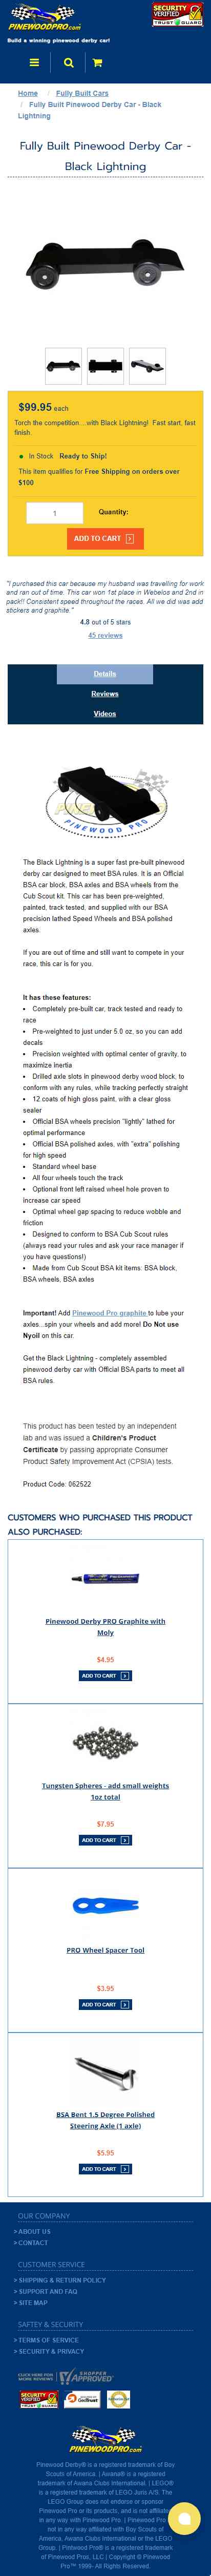 PINEWOODPRO.COM
SECURITY
VERIFIED
TRUST GUARD
Build a winning pinewood derby car!
Home / Fully Built Cars
/ Fully Built Pinewood Derby Car - Black
Lightning
Fully Built Pinewood Derby Car -
Black Lightning
$99.95 each
Torch the competition…with Black Lightning! Fast start, fast
finish.
In Stock Ready to Ship!
This item qualifies for Free Shipping on orders over
$100
1
Quantity:
ADD TO CART
"I purchased this car because my husband was travelling for work
and ran out of time. This car won 1st place in Webelos and 2nd in
pack!! Consistent speed throughout the races. All we did was add
stickers and graphite."
4.8 out of 5 stars
45 reviews
Details
Reviews
Videos
PINEWOOD PRO
The Black Lightning is a super fast pre-built pinewood
derby car designed to meet BSA rules. It is an Official
BSA car block, BSA axles and BSA wheels from the
Cub Scout kit. This car has been pre-weighted,
painted, track tested, and souped up with our BSA
precision lathed Speed Wheels and BSA polished
axles.
If you are out of time and still want to compete in your
race, this car is for you.
It has these features:
• Completely pre-built car, track tested and ready to
race
• Pre-weighted to just under 5.0 oz, so you can add
decals
• Precision weighted with optimal center of gravity, to
maximize inertia
• Drilled axle slots in pinewood derby wood block, to
conform with any rules, while tracking perfectly straight
• 12 coats of high gloss paint, with a clear gloss
sealer
• Official BSA wheels precision "lightly" lathed for
optimal performance
• Official BSA polished axles, with "extra" polishing
for high speed
• Standard wheel base
• All four wheels touch the track
• Optional front left raised wheel hole proven to
increase car speed
• Optimal wheel gap spacing to reduce wobble and
friction
• Designed to conform to BSA Cub Scout rules
(always read your rules and ask your race manager if
you have questions!)
• Made from Cub Scout BSA kit items: BSA block,
BSA wheels, BSA axles
Important! Add Pinewood Pro graphite to lube your
axles...spin your wheels and add more! Do Not use
Nyoil on this car.
Get the Black Lightning - completely assembled
pinewood derby car with Official BSA parts to meet all
BSA rules.
This product has been tested by an independent
lab and was issued a Children's Product
Certificate by passing appropriate Consumer
Product Safety Improvement Act (CPSIA) tests.
Product Code: 062522
CUSTOMERS WHO PURCHASED THIS PRODUCT
ALSO PURCHASED:
Pinewood Derby PRO Graphite with
Moly
$4.95
ADD TO CART
Tungsten Spheres - add small weights
1oz total
$7.95
ADD TO CART
PRO Wheel Spacer Tool
$3.95
ADD TO CART
BSA Bent 1.5 Degree Polished
Steering Axle (1 axle)
$5.95
ADD TO CART
OUR COMPANY
> ABOUT US
> CONTACT
CUSTOMER SERVICE
> SHIPPING & RETURN POLICY
> SUPPORT AND FAQ
> SITE MAP
SAFTEY & SECURITY
> TERMS OF SERVICE
> SECURITY & PRIVACY
SHOPPER
APPROVED
SECURITY
VERIFIED
TRUST GUARD
GeoTrust
PINEWOODPRO.COM
Pinewood Derby® is a registered trademark of Boy
Scouts of America. | Awana® is a registered
trademark of Awana Clubs International. | LEGO®
is a registered trademark of LEGO Juris A/S. The
LEGO Group does not endorse or sponsor
Pinewood Pro or its products, and is not affiliated
in any way with Pinewood Pro. | Pinewood Pro is
not in any way affiliated with Boy Scouts of
America, Awana Clubs International or the LEGO
Group. | Pinewood Pro® is a registered trademark
of Pinewood Pros, LLC | Copyright © Pinewood
Pro™ 1999- All Rights Reserved.